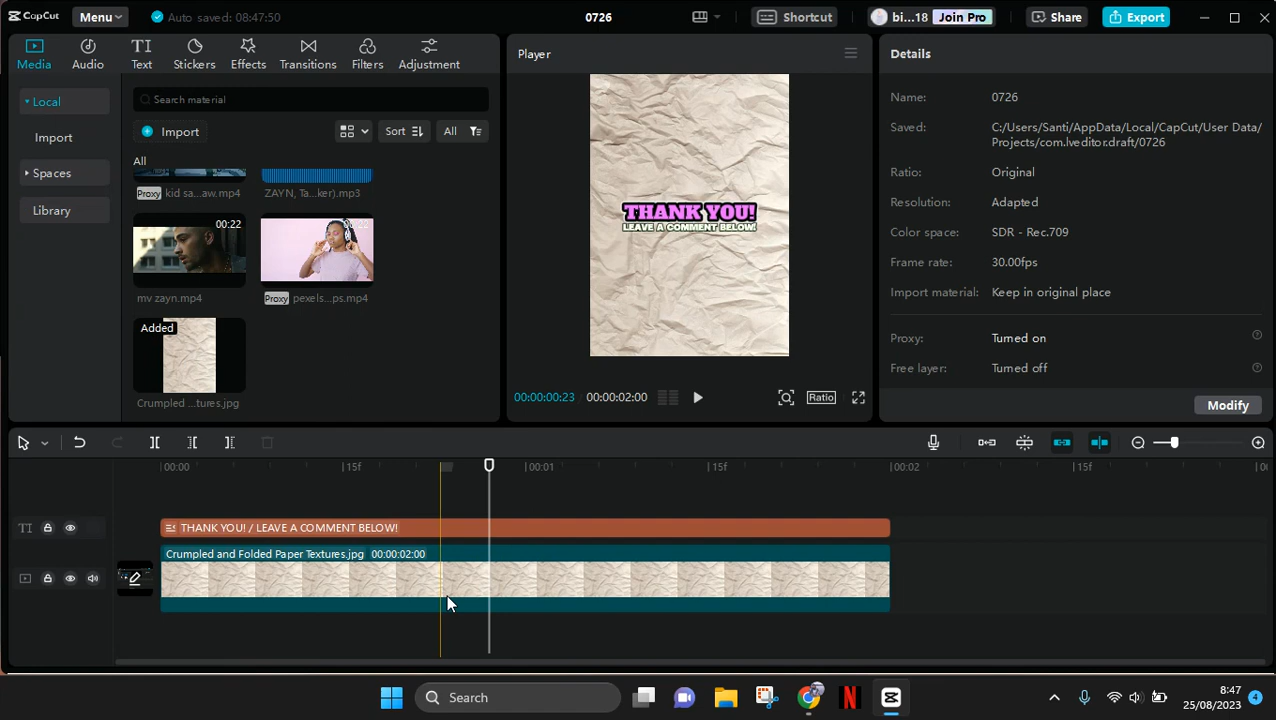 CapCut
Menu
Auto saved: 08:47:50
0726
Shortcut
bi...18
Join Pro
Share
Export
Media
Audio
Text
Stickers
Effects
Transitions
Filters
Adjustment
Player
Details
Local
Import
Spaces
Library
Search material
Import
Sort
All
All
Proxy kid sa...aw.mp4
ZAYN, Ta...ker).mp3
00:22
mv zayn.mp4
Proxy pexels...ps.mp4
Added
Crumpled ...tures.jpg
THANK YOU!
LEAVE A COMMENT BELOW!
00:00:00:23 / 00:00:02:00
Ratio
Name: 0726
Saved: C:/Users/Santi/AppData/Local/CapCut/User Data/
Projects/com.lveditor.draft/0726
Ratio: Original
Resolution: Adapted
Color space: SDR - Rec.709
Frame rate: 30.00fps
Import material: Keep in original place
Proxy: Turned on
Free layer: Turned off
Modify
00:00
15f
00:01
15f
00:02
15f
TI
THANK YOU! / LEAVE A COMMENT BELOW!
Crumpled and Folded Paper Textures.jpg 00:00:02:00
Search
8:47
25/08/2023
4